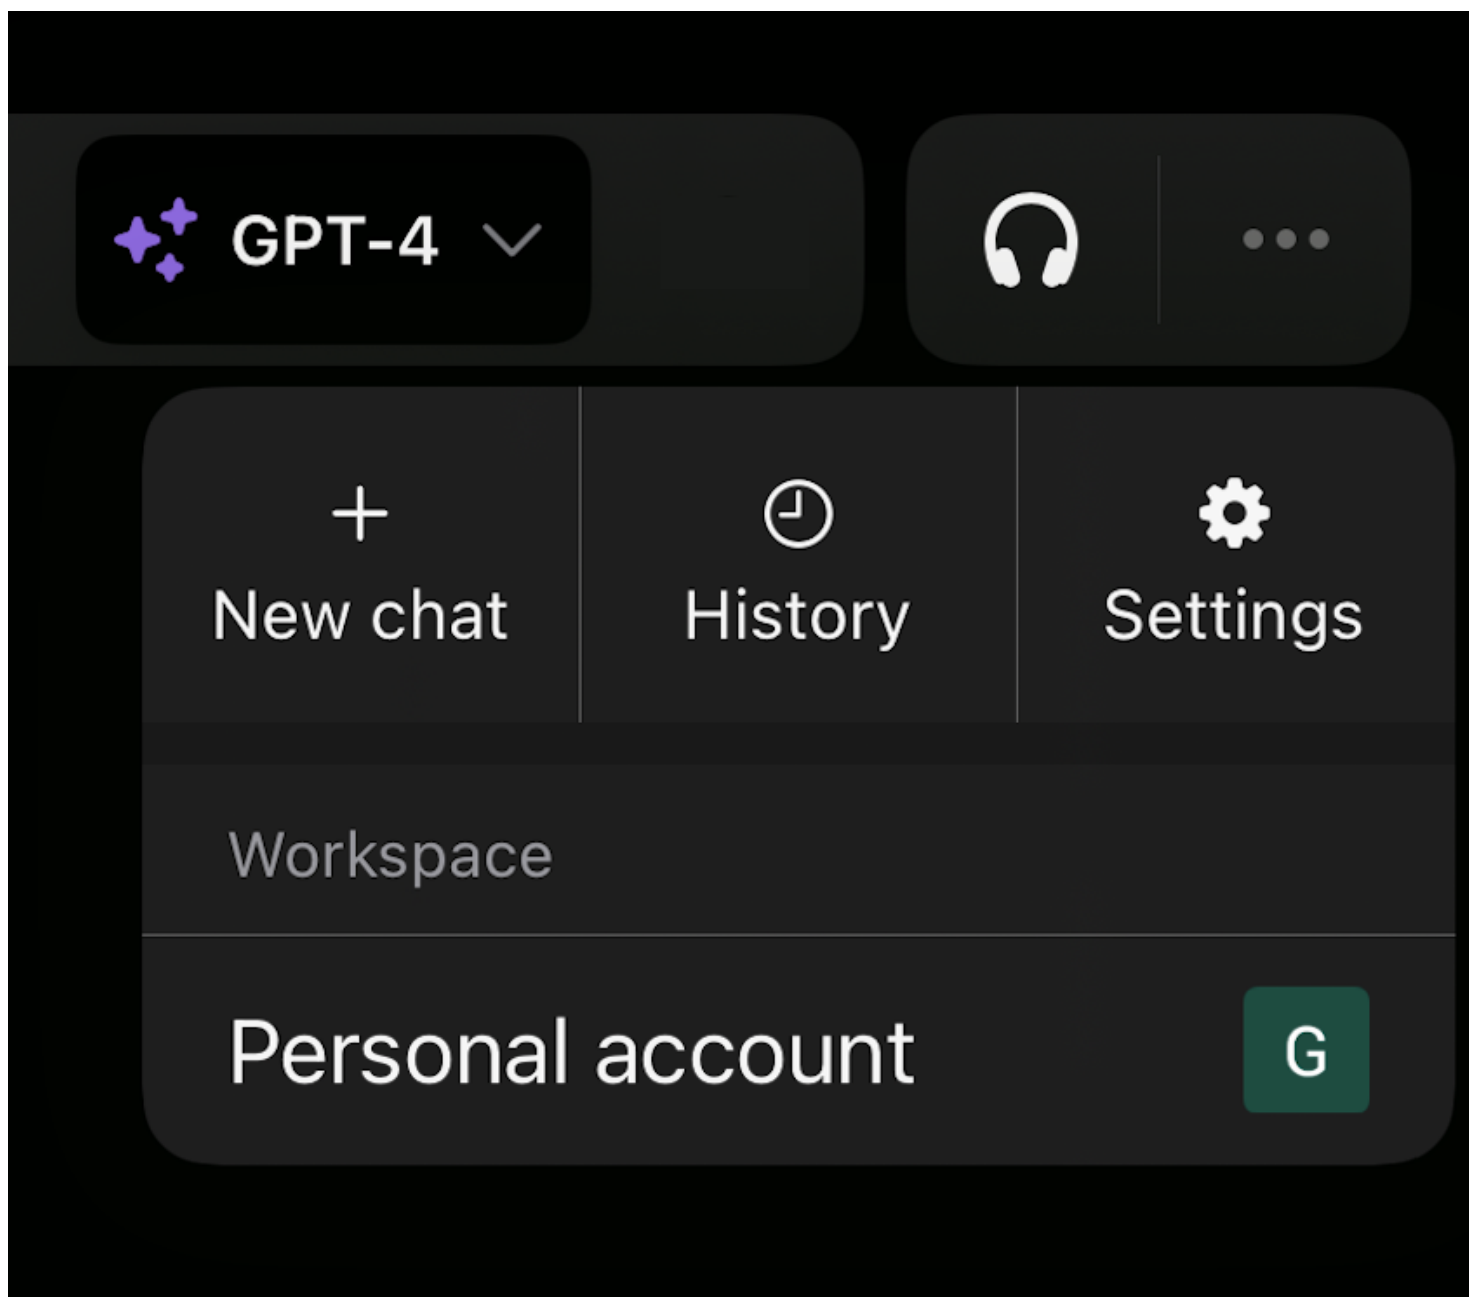 GPT-4
New chat
History
Settings
Workspace
Personal account
G